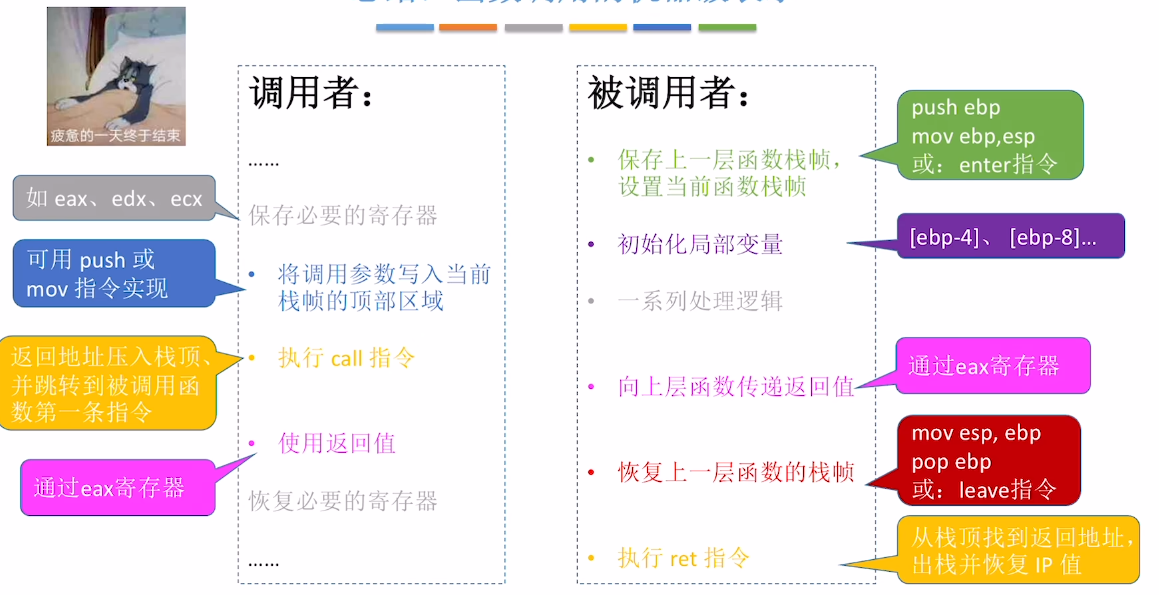 疲惫的一天终于结束
调用者：
……
如 eax、edx、ecx
保存必要的寄存器
可用 push 或
mov 指令实现
• 将调用参数写入当前
栈帧的顶部区域
返回地址压入栈顶、
并跳转到被调用函
数第一条指令
• 执行 call 指令
• 使用返回值
通过eax寄存器
恢复必要的寄存器
……
被调用者：
• 保存上一层函数栈帧，
设置当前函数栈帧
push ebp
mov ebp,esp
或：enter指令
• 初始化局部变量
[ebp-4]、 [ebp-8]...
• 一系列处理逻辑
• 向上层函数传递返回值
通过eax寄存器
• 恢复上一层函数的栈帧
mov esp, ebp
pop ebp
或：leave指令
• 执行 ret 指令
从栈顶找到返回地址，
出栈并恢复 IP 值